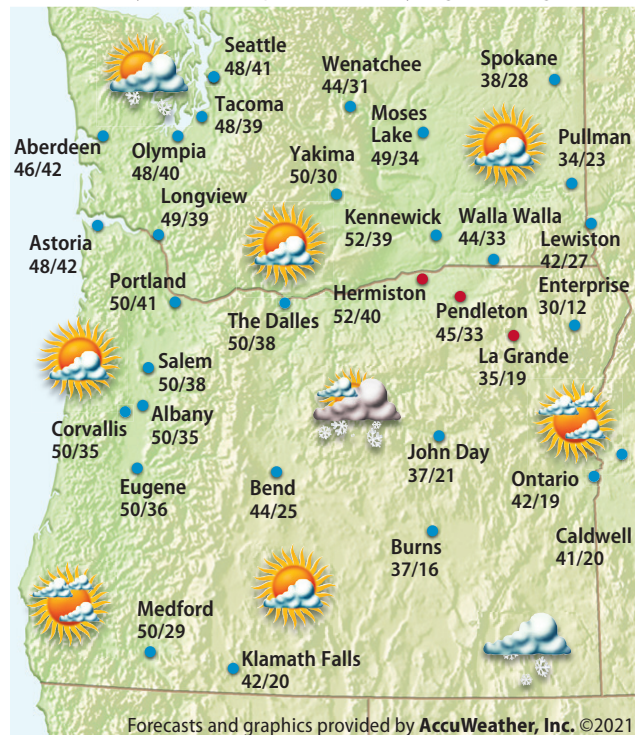 Seattle
48/41
Wenatchee
44/31
Spokane
38/28
Tacoma
48/39
Moses
Lake
49/34
Aberdeen
46/42
Olympia
48/40
Yakima
50/30
Pullman
34/23
Longview
49/39
Kennewick
52/39
Walla Walla
44/33
Lewiston
42/27
Astoria
48/42
Portland
50/41
The Dalles
50/38
Hermiston
52/40
Pendleton
45/33
Enterprise
30/12
La Grande
35/19
Salem
50/38
Albany
50/35
Corvallis
50/35
John Day
37/21
Eugene
50/36
Bend
44/25
Ontario
42/19
Burns
37/16
Caldwell
41/20
Medford
50/29
Klamath Falls
42/20
Forecasts and graphics provided by AccuWeather, Inc. ©2021